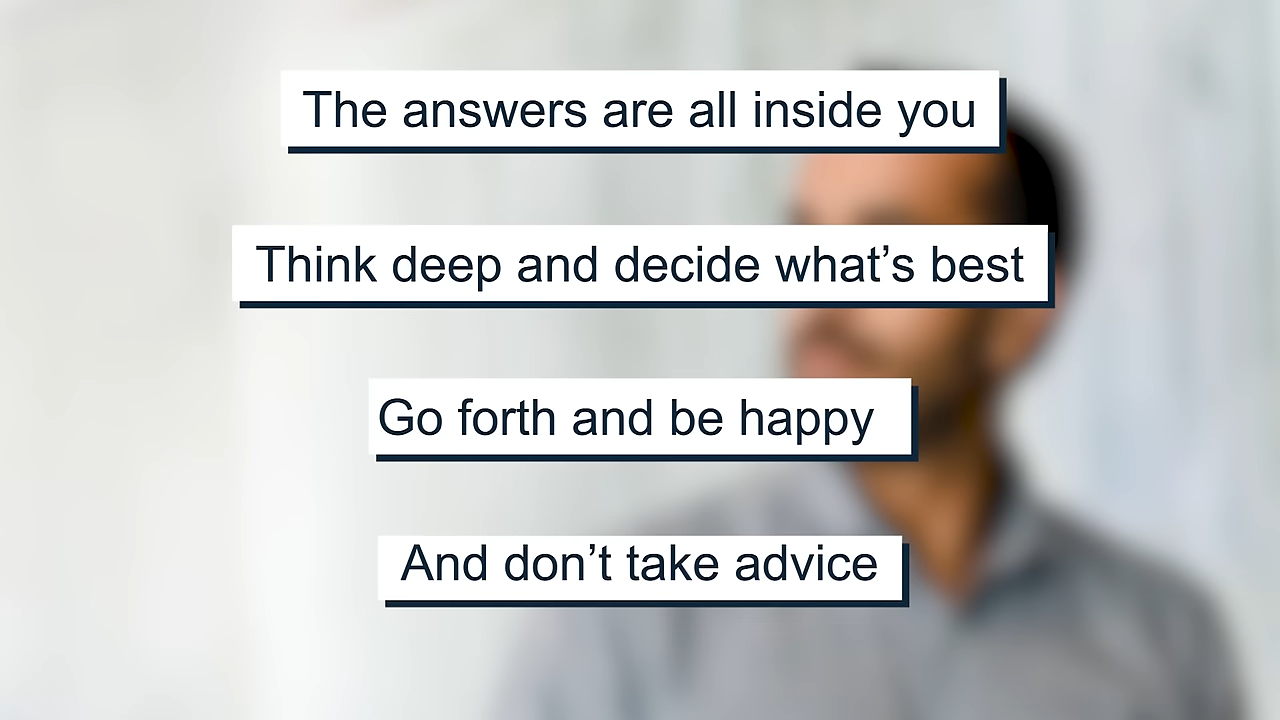 The answers are all inside you
Think deep and decide what’s best
Go forth and be happy
And don’t take advice